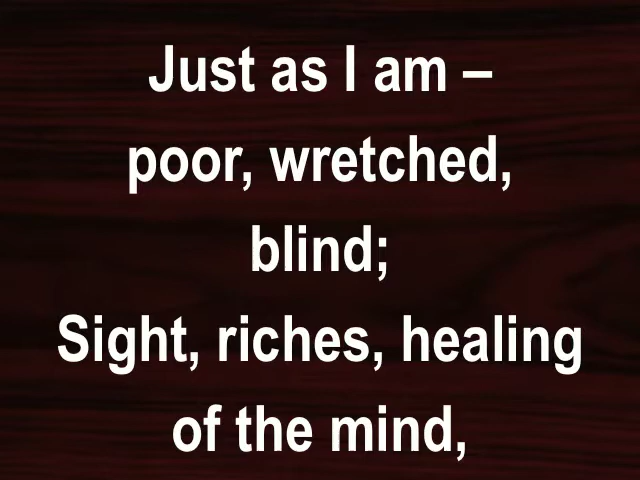 Just as I am –
poor, wretched,
blind;
Sight, riches, healing
of the mind,